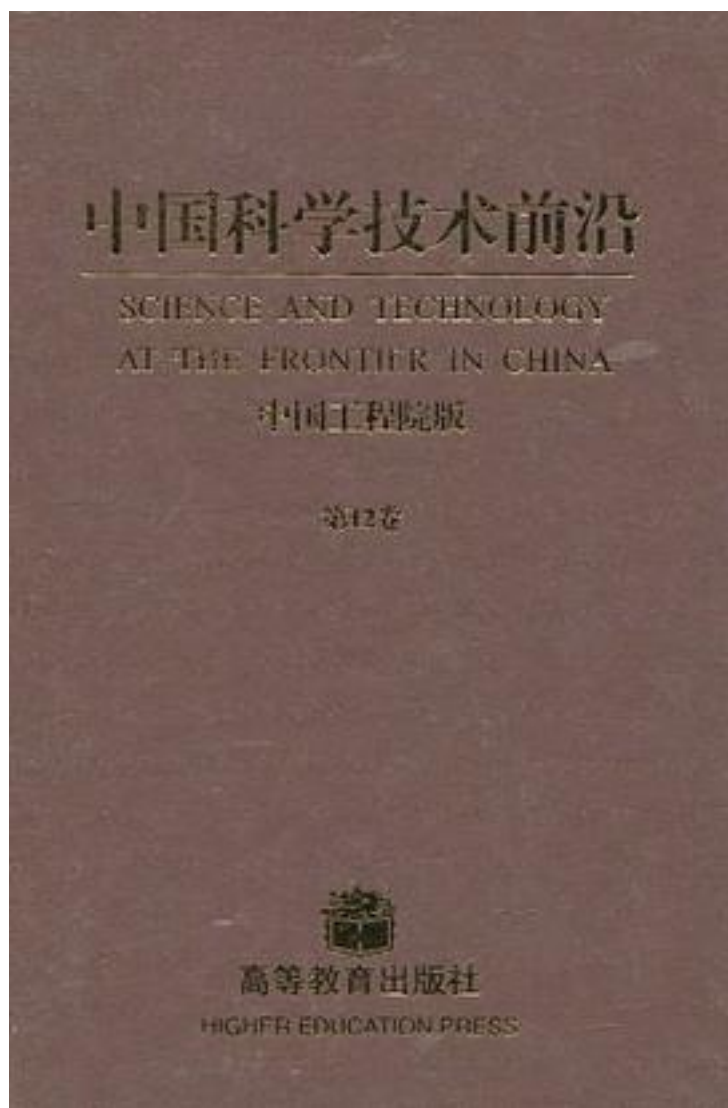 中国科学技术前沿
SCIENCE AND TECHNOLOGY
AT THE FRONTIER IN CHINA
中国工程院版
第12卷
高等教育出版社
HIGHER EDUCATION PRESS